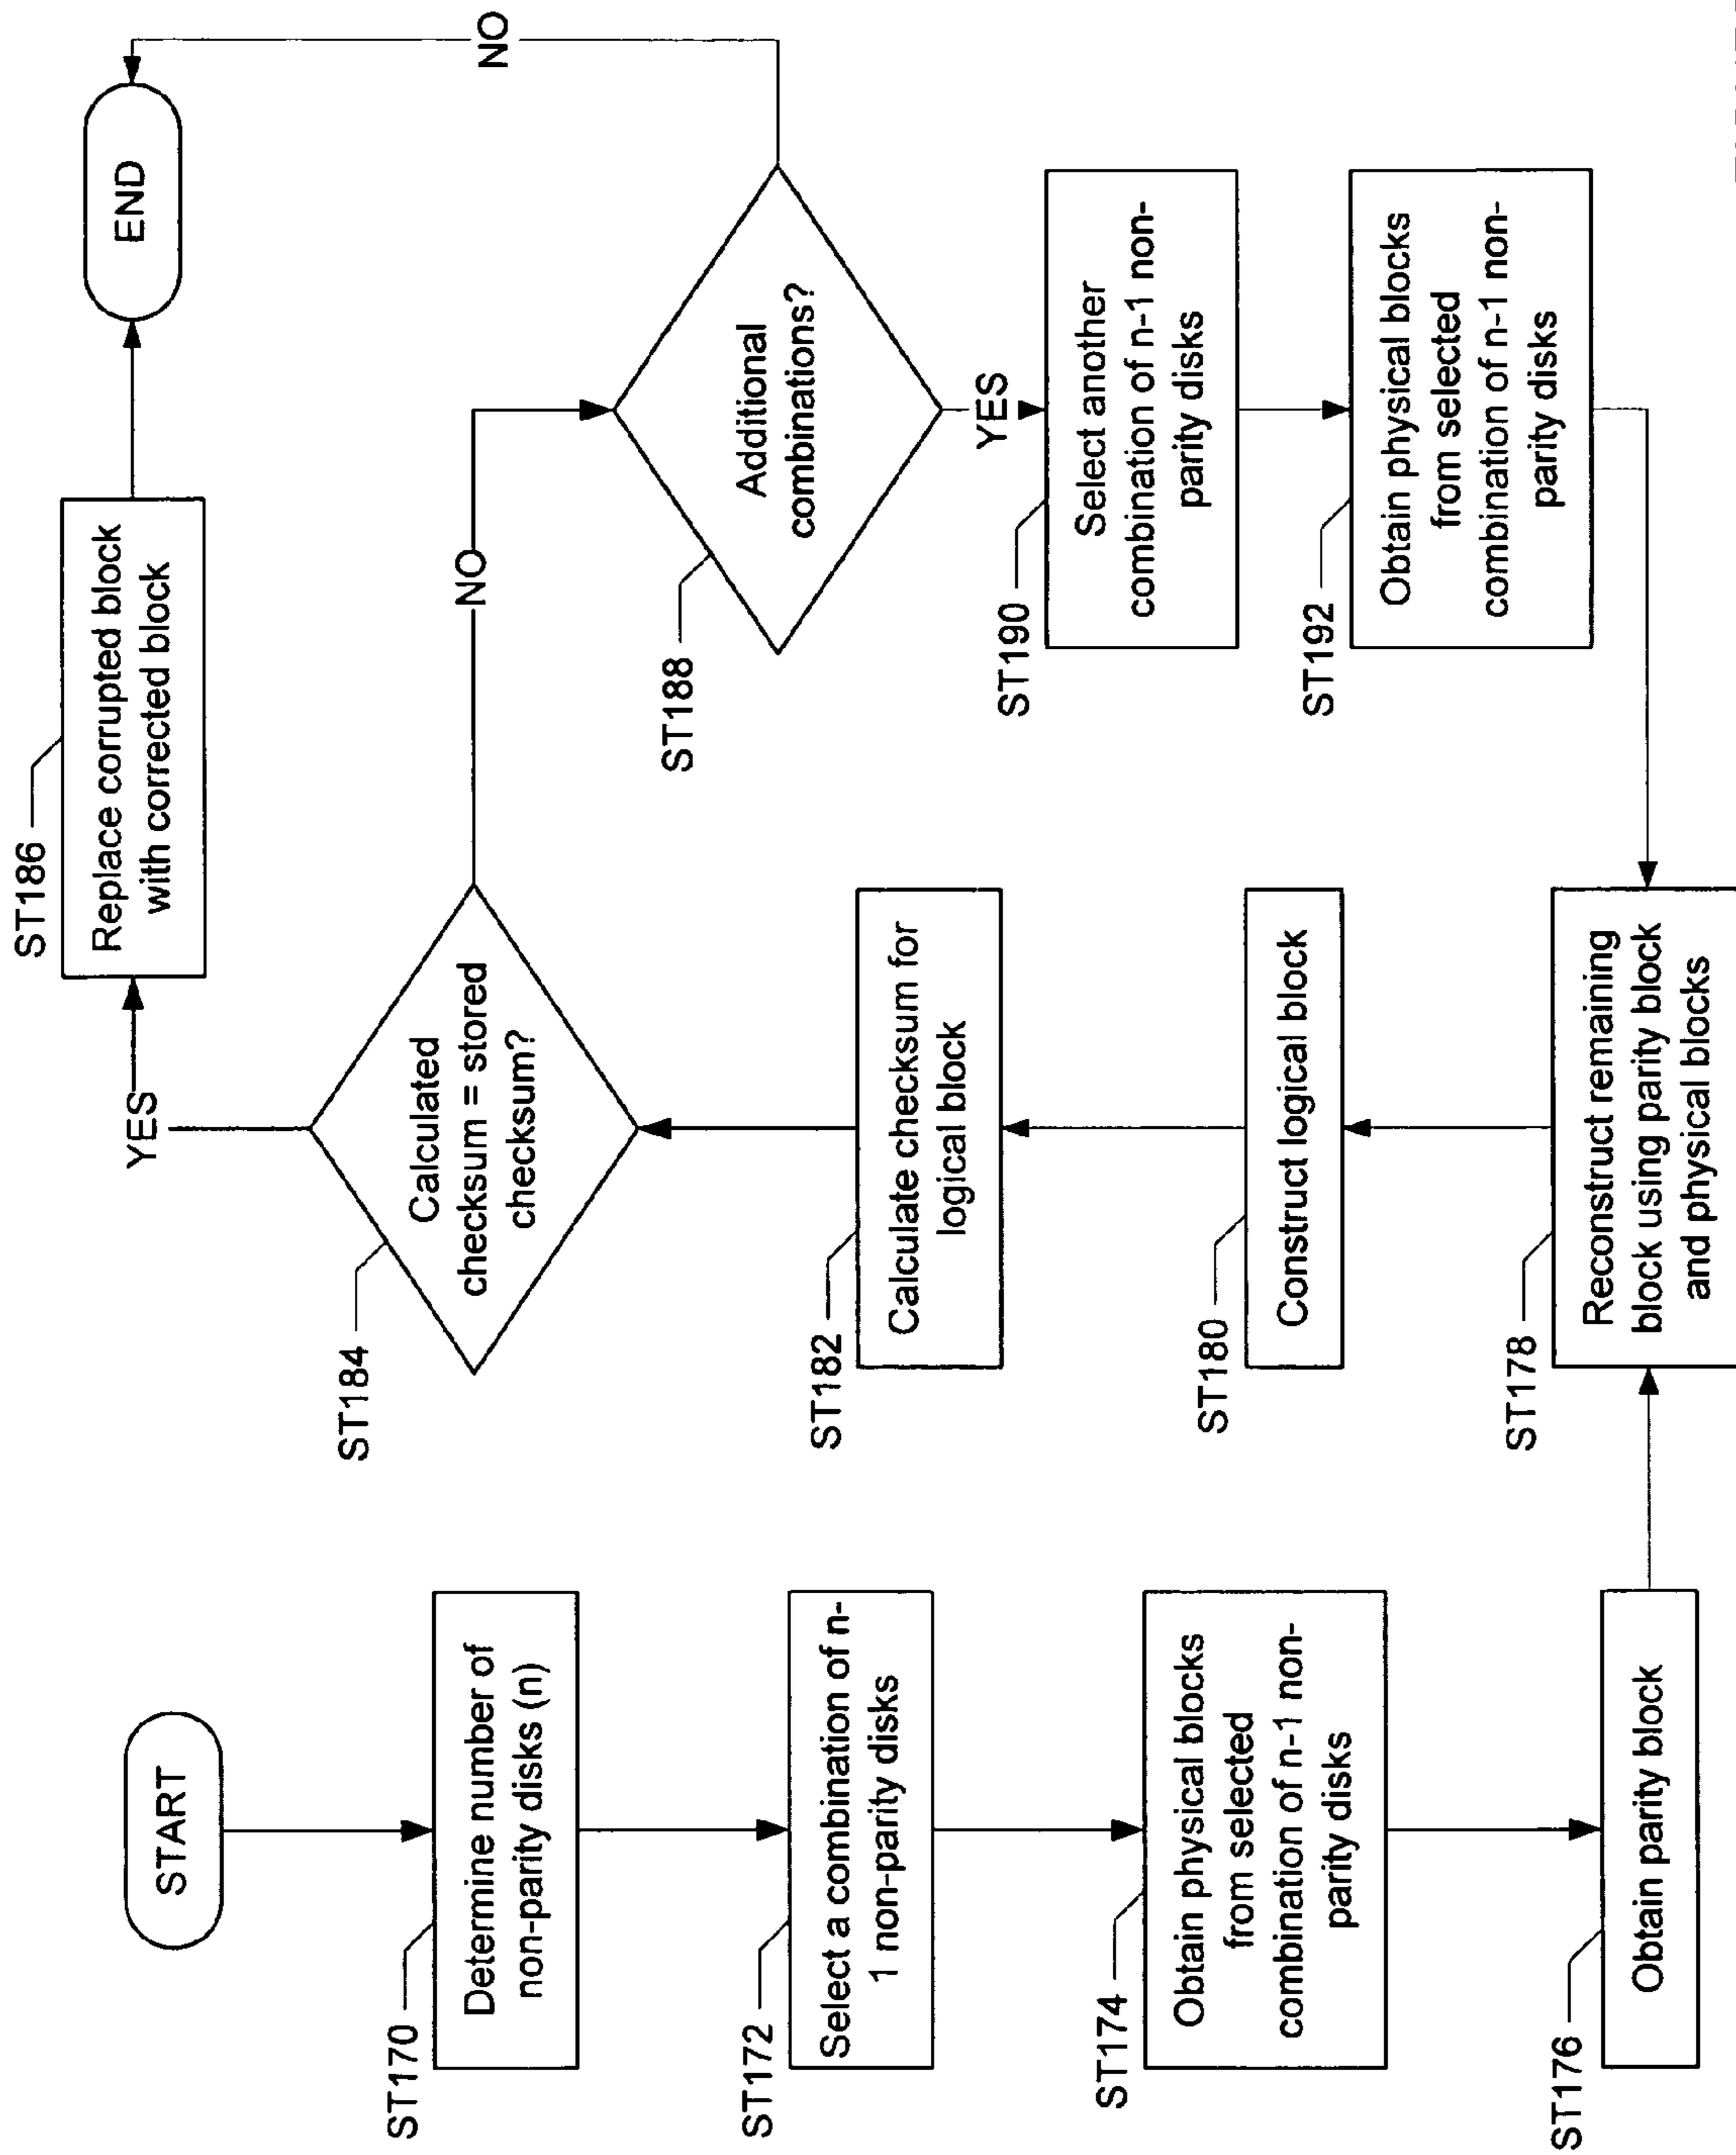 START
ST170
Determine number of
non-parity disks (n)
ST172
Select a combination of n-
1 non-parity disks
ST174
Obtain physical blocks
from selected
combination of n-1 non-
parity disks
ST176
Obtain parity block
ST178
Reconstruct remaining
block using parity block
and physical blocks
ST180
Construct logical block
ST182
Calculate checksum for
logical block
ST184
Calculated
checksum = stored
checksum?
YES
NO
ST186
Replace corrupted block
with corrected block
END
ST188
Additional
combinations?
NO
YES
ST190
Select another
combination of n-1 non-
parity disks
ST192
Obtain physical blocks
from selected
combination of n-1 non-
parity disks